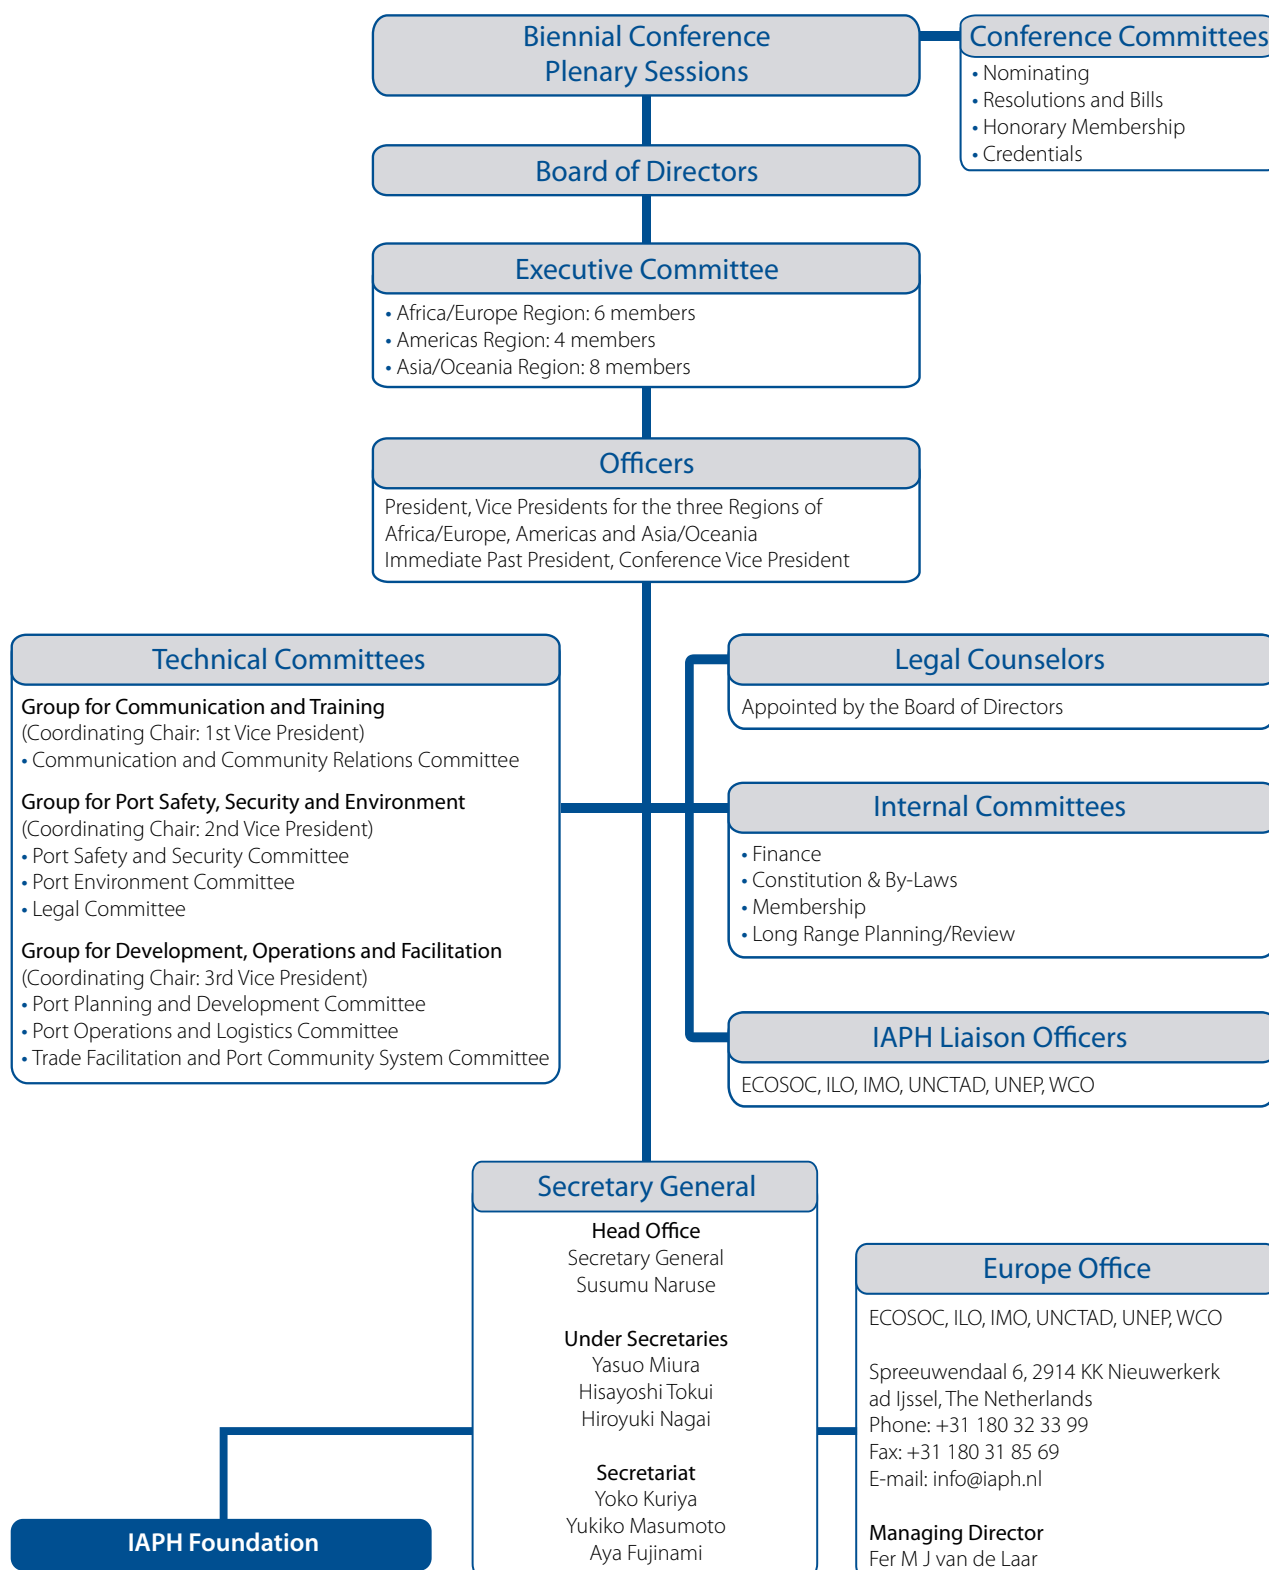 Biennial Conference
Plenary Sessions
Conference Committees
• Nominating
• Resolutions and Bills
• Honorary Membership
• Credentials
Board of Directors
Executive Committee
• Africa/Europe Region: 6 members
• Americas Region: 4 members
• Asia/Oceania Region: 8 members
Officers
President, Vice Presidents for the three Regions of
Africa/Europe, Americas and Asia/Oceania
Immediate Past President, Conference Vice President
Technical Committees
Group for Communication and Training
(Coordinating Chair: 1st Vice President)
• Communication and Community Relations Committee
Group for Port Safety, Security and Environment
(Coordinating Chair: 2nd Vice President)
• Port Safety and Security Committee
• Port Environment Committee
• Legal Committee
Group for Development, Operations and Facilitation
(Coordinating Chair: 3rd Vice President)
• Port Planning and Development Committee
• Port Operations and Logistics Committee
• Trade Facilitation and Port Community System Committee
Legal Counselors
Appointed by the Board of Directors
Internal Committees
• Finance
• Constitution & By-Laws
• Membership
• Long Range Planning/Review
IAPH Liaison Officers
ECOSOC, ILO, IMO, UNCTAD, UNEP, WCO
Secretary General
Head Office
Secretary General
Susumu Naruse
Under Secretaries
Yasuo Miura
Hisayoshi Tokui
Hiroyuki Nagai
Secretariat
Yoko Kuriya
Yukiko Masumoto
Aya Fujinami
Europe Office
ECOSOC, ILO, IMO, UNCTAD, UNEP, WCO
Spreeuwendaal 6, 2914 KK Nieuwerkerk
ad Ijssel, The Netherlands
Phone: +31 180 32 33 99
Fax: +31 180 31 85 69
E-mail: info@iaph.nl
Managing Director
Fer M J van de Laar
IAPH Foundation